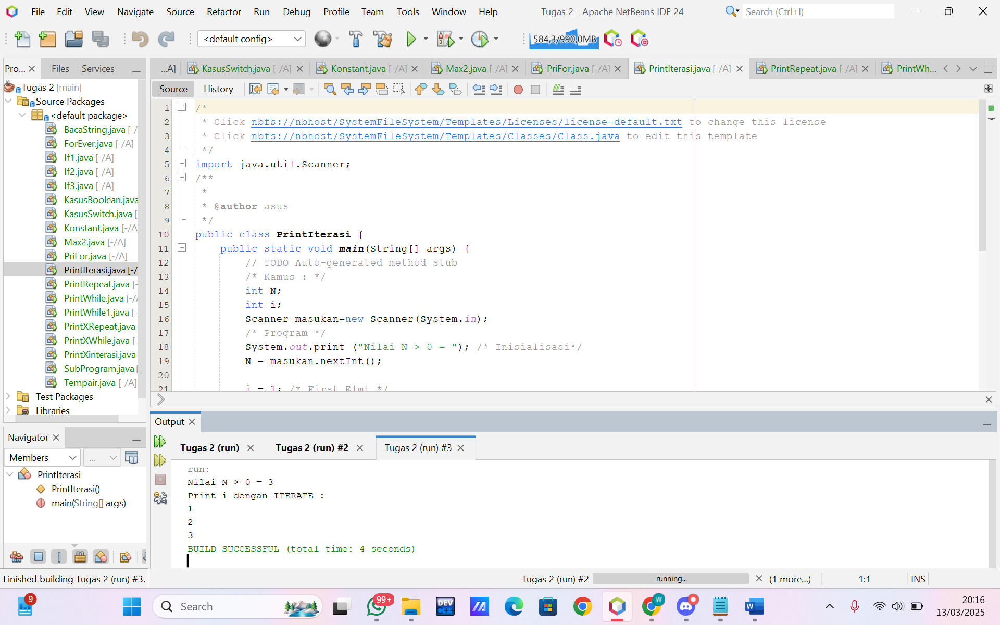 File Edit View Navigate Source Refactor Run Debug Profile Team Tools Window Help Tugas 2 - Apache NetBeans IDE 24 Search (Ctrl+I)
<default config> 584,3/990,0MB
Pro... Files Services
...A] KasusSwitch.java [-/A] Konstant.java [-/A] Max2.java [-/A] PriFor.java [-/A] PrintIterasi.java [-/A] PrintRepeat.java [-/A] PrintWh...
Source History
Tugas 2 [main]
Source Packages
<default package>
BacaString.java [-/
ForEver.java [-/A]
If1.java [-/A]
If2.java [-/A]
If3.java [-/A]
KasusBoolean.java
KasusSwitch.java [
Konstant.java [-/A
Max2.java [-/A]
PriFor.java [-/A]
PrintIterasi.java [-/
PrintRepeat.java [-
PrintWhile.java [-/
PrintWhile1.java [-
PrintXRepeat.java
PrintXWhile.java [-
PrintXinterasi.java
SubProgram.java [
Tempair.java [-/A]
Test Packages
Libraries
1 /*
2 * Click nbfs://nbhost/SystemFileSystem/Templates/Licenses/license-default.txt to change this license
3 * Click nbfs://nbhost/SystemFileSystem/Templates/Classes/Class.java to edit this template
4 */
5 import java.util.Scanner;
6 /**
7 *
8 * @author asus
9 */
10 public class PrintIterasi {
11 public static void main(String[] args) {
12 // TODO Auto-generated method stub
13 /* Kamus : */
14 int N;
15 int i;
16 Scanner masukan=new Scanner(System.in);
17 /* Program */
18 System.out.print ("Nilai N > 0 = "); /* Inisialisasi*/
19 N = masukan.nextInt();
20
21 i = 1; /* First Elmt */
Navigator
Members ...
PrintIterasi
PrintIterasi()
main(String[] args)
Output
Tugas 2 (run) Tugas 2 (run) #2 Tugas 2 (run) #3
run:
Nilai N > 0 = 3
Print i dengan ITERATE :
1
2
3
BUILD SUCCESSFUL (total time: 4 seconds)
Finished building Tugas 2 (run) #3. Tugas 2 (run) #2 running... (1 more...) 1:1 INS
9 Search 99+ DEV C++ W W 20:16
13/03/2025